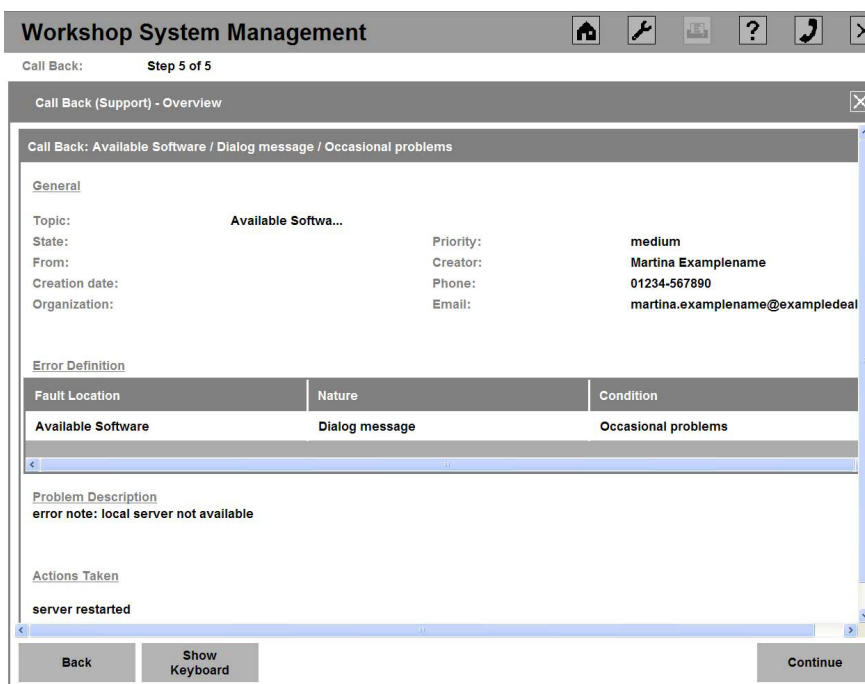 Workshop System Management
?
Call Back: Step 5 of 5
Call Back (Support) - Overview
Call Back: Available Software / Dialog message / Occasional problems
General
Topic: Available Softwa...
State: Priority: medium
From: Creator: Martina Examplename
Creation date: Phone: 01234-567890
Organization: Email: martina.examplename@exampledeal
Error Definition
Fault Location Nature Condition
Available Software Dialog message Occasional problems
Problem Description
error note: local server not available
Actions Taken
server restarted
Back Show Keyboard Continue